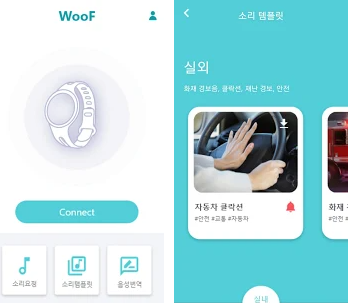 WooF
Connect
소리요정
소리템플릿
음성번역
소리 템플릿
실외
화재 경보음, 클락션, 재난 경보, 안전
자동차 클락션
#안전 #교통 #자동차
화재
#안전
실내